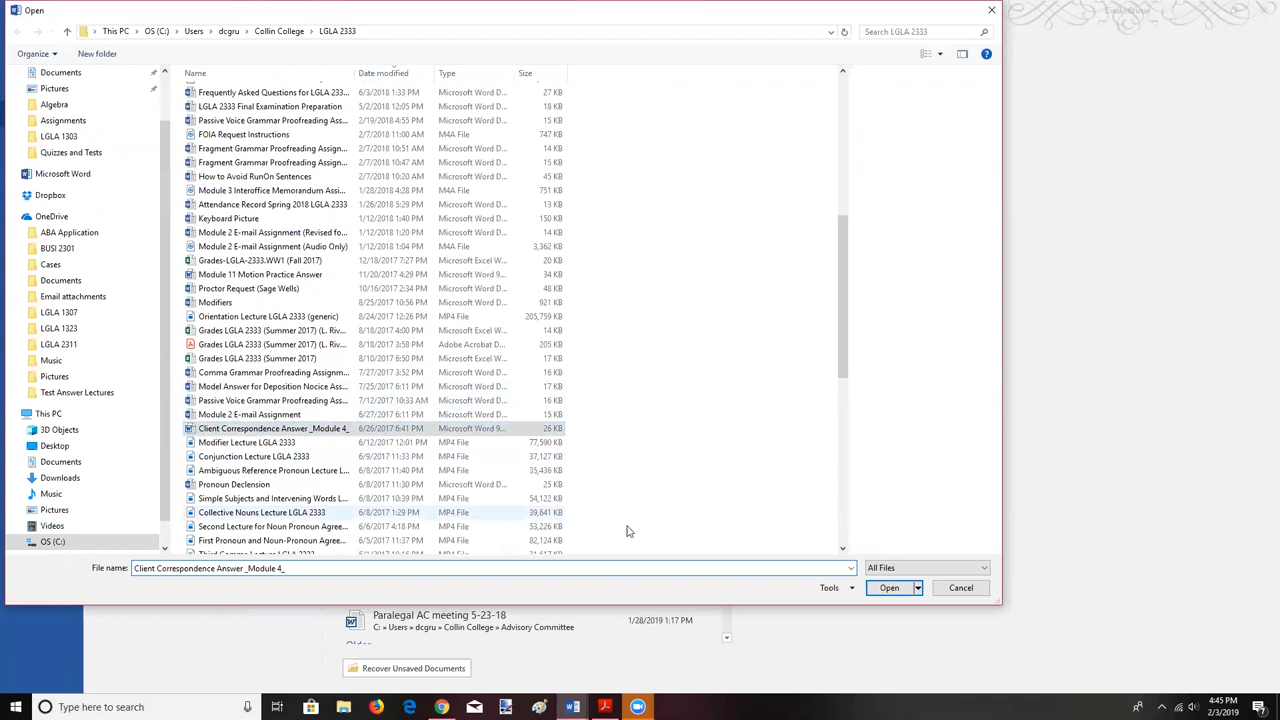 Open
This PC > OS (C:) > Users > dcgru > Collin College > LGLA 2333
Search LGLA 2333
Organize
New folder
Documents
Pictures
Algebra
Assignments
LGLA 1303
Quizzes and Tests
Microsoft Word
Dropbox
OneDrive
ABA Application
BUSI 2301
Cases
Documents
Email attachments
LGLA 1307
LGLA 1323
LGLA 2311
Music
Pictures
Test Answer Lectures
This PC
3D Objects
Desktop
Documents
Downloads
Music
Pictures
Videos
OS (C:)
Name Date modified Type Size
Frequently Asked Questions for LGLA 233... 6/3/2018 1:33 PM Microsoft Word D... 27 KB
LGLA 2333 Final Examination Preparation 5/2/2018 12:05 PM Microsoft Word D... 18 KB
Passive Voice Grammar Proofreading Ass... 2/19/2018 4:55 PM Microsoft Word D... 16 KB
FOIA Request Instructions 2/7/2018 11:00 AM M4A File 747 KB
Fragment Grammar Proofreading Assign... 2/7/2018 10:51 AM Microsoft Word D... 14 KB
Fragment Grammar Proofreading Assign... 2/7/2018 10:47 AM Microsoft Word D... 15 KB
How to Avoid RunOn Sentences 2/7/2018 10:20 AM Microsoft Word D... 45 KB
Module 3 Interoffice Memorandum Assi... 1/28/2018 4:28 PM M4A File 751 KB
Attendance Record Spring 2018 LGLA 2333 1/26/2018 5:29 PM Microsoft Word D... 13 KB
Keyboard Picture 1/12/2018 6:40 PM Microsoft Word D... 150 KB
Module 2 E-mail Assignment (Revised fo... 1/12/2018 1:20 PM Microsoft Word D... 14 KB
Module 2 E-mail Assignment (Audio Only) 1/12/2018 1:04 PM M4A File 3,362 KB
Grades-LGLA-2333.WW1 (Fall 2017) 12/18/2017 7:27 PM Microsoft Excel W... 20 KB
Module 11 Motion Practice Answer 11/20/2017 4:29 PM Microsoft Word 9... 34 KB
Proctor Request (Sage Wells) 10/16/2017 2:34 PM Microsoft Word D... 48 KB
Modifiers 8/25/2017 10:56 PM Microsoft Word D... 921 KB
Orientation Lecture LGLA 2333 (generic) 8/24/2017 12:26 PM MP4 File 205,759 KB
Grades LGLA 2333 (Summer 2017) (L. Riv... 8/18/2017 4:00 PM Microsoft Excel W... 14 KB
Grades LGLA 2333 (Summer 2017) (L. Riv... 8/18/2017 3:58 PM Adobe Acrobat D... 205 KB
Grades LGLA 2333 (Summer 2017) 8/10/2017 6:50 PM Microsoft Excel W... 17 KB
Comma Grammar Proofreading Assignm... 7/27/2017 3:52 PM Microsoft Word D... 16 KB
Model Answer for Deposition Nocice Ass... 7/25/2017 6:11 PM Microsoft Word D... 17 KB
Passive Voice Grammar Proofreading Ass... 7/12/2017 10:33 AM Microsoft Word D... 16 KB
Module 2 E-mail Assignment 6/27/2017 6:11 PM Microsoft Word D... 15 KB
Client Correspondence Answer _Module 4_ 6/26/2017 6:41 PM Microsoft Word 9... 26 KB
Modifier Lecture LGLA 2333 6/12/2017 12:01 PM MP4 File 77,590 KB
Conjunction Lecture LGLA 2333 6/9/2017 11:33 PM MP4 File 37,127 KB
Ambiguous Reference Pronoun Lecture L... 6/8/2017 11:40 PM MP4 File 35,436 KB
Pronoun Declension 6/8/2017 11:30 PM Microsoft Word D... 25 KB
Simple Subjects and Intervening Words L... 6/8/2017 10:39 PM MP4 File 54,122 KB
Collective Nouns Lecture LGLA 2333 6/8/2017 1:29 PM MP4 File 39,641 KB
Second Lecture for Noun Pronoun Agree... 6/6/2017 4:18 PM MP4 File 53,226 KB
First Pronoun and Non-Pronoun Agree... 6/5/2017 11:37 PM MP4 File 82,124 KB
File name: Client Correspondence Answer _Module 4_
All Files
Tools
Open
Cancel
Paralegal AC meeting 5-23-18
C: » Users » dcgru » Collin College » Advisory Committee
1/28/2019 1:17 PM
Recover Unsaved Documents
Type here to search
4:45 PM
2/3/2019